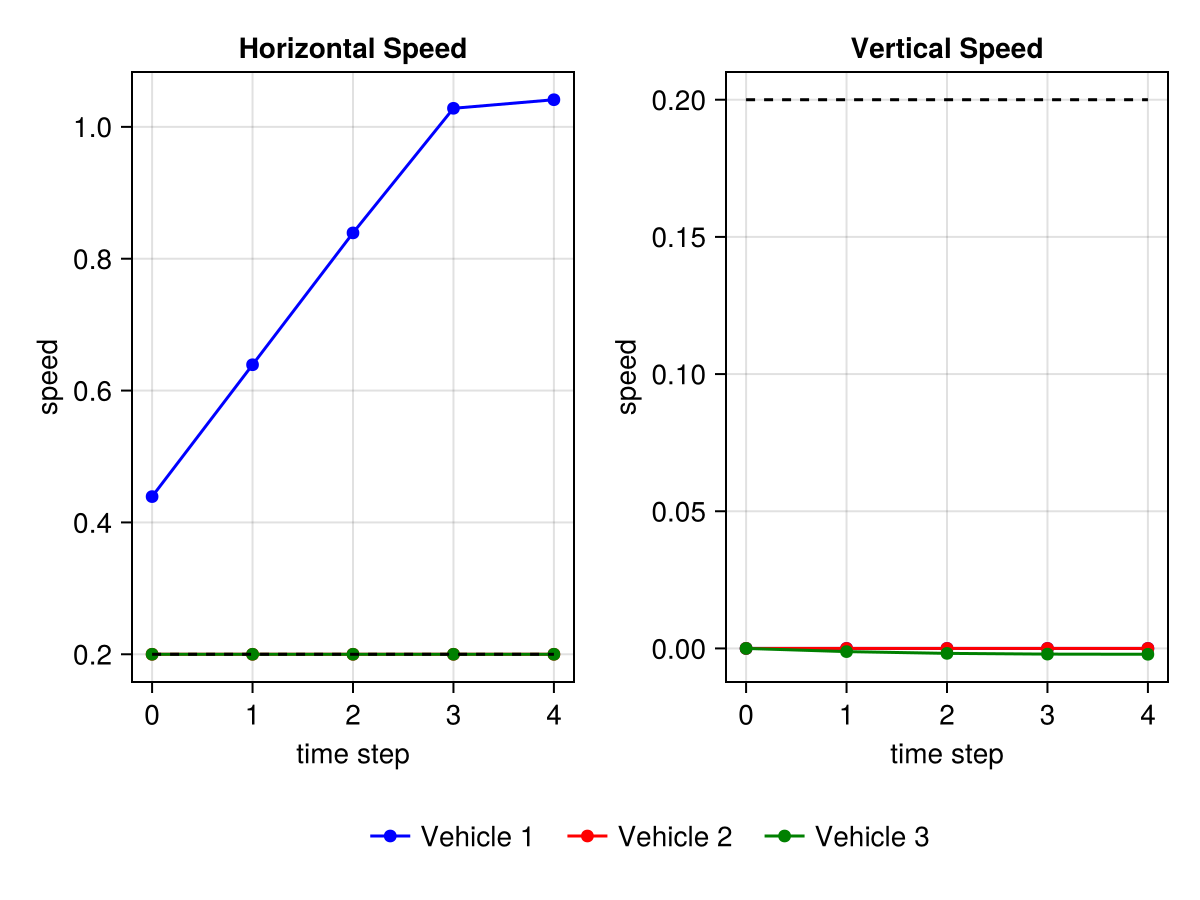 Horizontal Speed
1.0
0.8
0.6
0.4
0.2
speed
0 1 2 3 4
time step
Vertical Speed
0.20
0.15
0.10
0.05
0.00
speed
0 1 2 3 4
time step
Vehicle 1 Vehicle 2 Vehicle 3